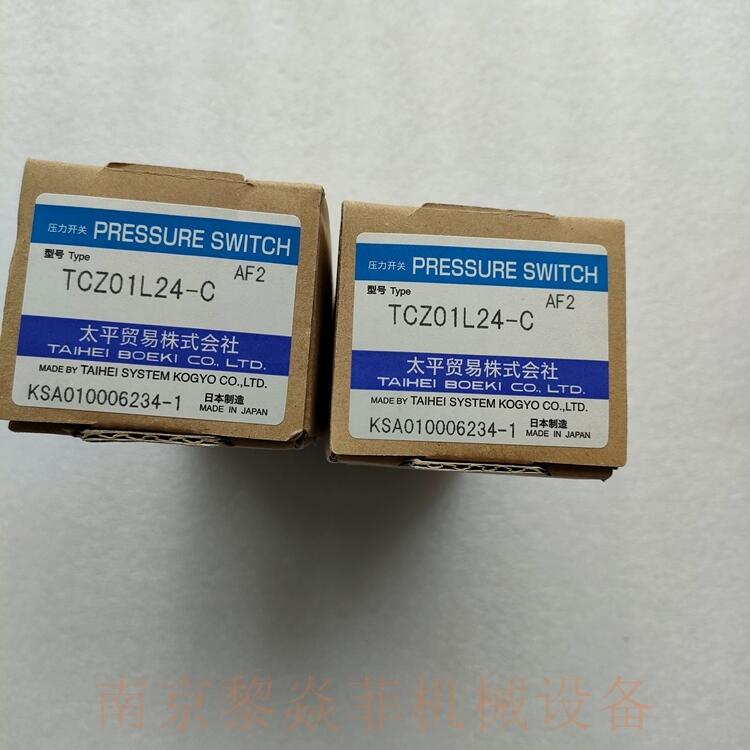 压力开关 PRESSURE SWITCH
型号 Type
TCZ01L24-C AF2
太平贸易株式会社
TAIHEI BOEKI CO., LTD.
MADE BY TAIHEI SYSTEM KOGYO CO.,LTD.
KSA010006234-1 日本制造
MADE IN JAPAN
压力开关 PRESSURE SWITCH
型号 Type
TCZ01L24-C AF2
太平贸易株式会社
TAIHEI BOEKI CO., LTD.
MADE BY TAIHEI SYSTEM KOGYO CO.,LTD.
KSA010006234-1 日本制造
MADE IN JAPAN
南京黎焱菲机械设备